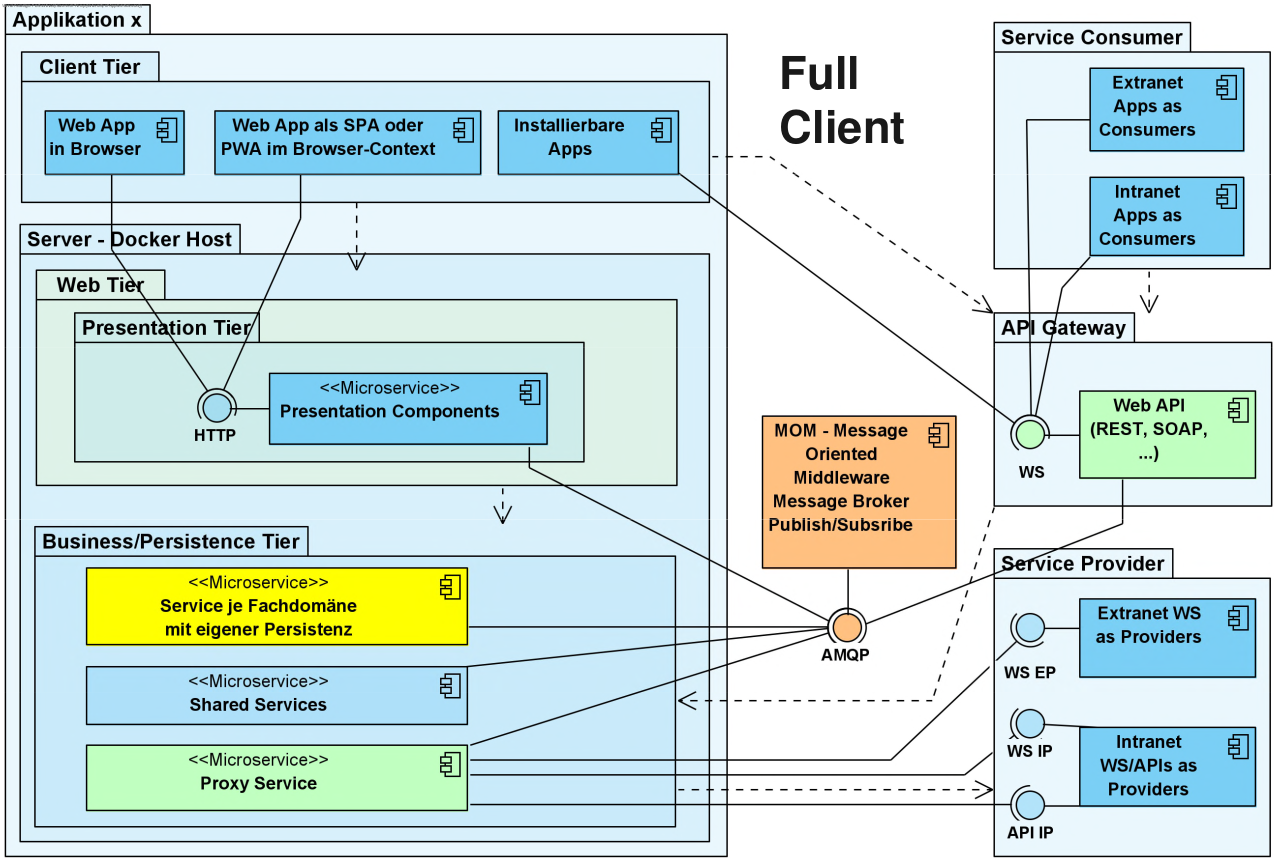 Applikation x
Client Tier
Web App
in Browser
Web App als SPA oder
PWA im Browser-Context
Installierbare
Apps
Full
Client
Service Consumer
Extranet
Apps as
Consumers
Intranet
Apps as
Consumers
Server - Docker Host
Web Tier
Presentation Tier
<<Microservice>>
Presentation Components
HTTP
API Gateway
Web API
(REST, SOAP,
...)
WS
MOM - Message
Oriented
Middleware
Message Broker
Publish/Subsribe
AMQP
Business/Persistence Tier
<<Microservice>>
Service je Fachdomäne
mit eigener Persistenz
<<Microservice>>
Shared Services
<<Microservice>>
Proxy Service
Service Provider
Extranet WS
as Providers
WS EP
WS IP
Intranet
WS/APIs as
Providers
API IP